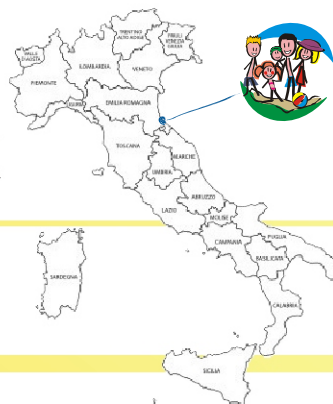 TRENTINO
ALTO ADIGE
FRIULI
VENEZIA
GIULIA
VALLE
D'AOSTA
LOMBARDIA
VENETO
PIEMONTE
EMILIA ROMAGNA
LIGURIA
TOSCANA
MARCHE
UMBRIA
ABRUZZO
LAZIO
MOLISE
PUGLIA
CAMPANIA
BASILICATA
SARDEGNA
CALABRIA
SICILIA